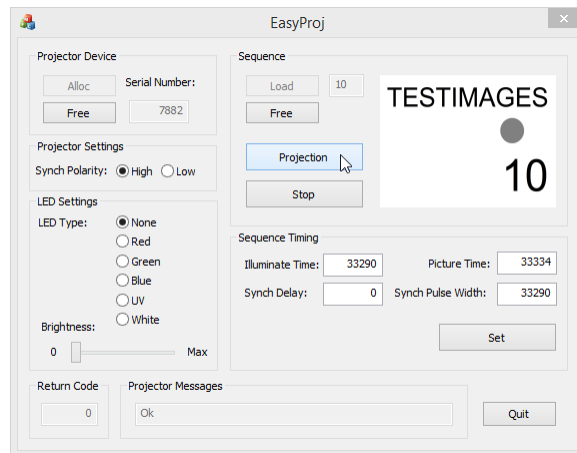 EasyProj
Projector Device
Alloc
Serial Number:
Free
7882
Projector Settings
Synch Polarity:
High
Low
LED Settings
LED Type:
None
Red
Green
Blue
UV
White
Brightness:
0
Max
Sequence
Load
10
Free
Projection
Stop
TESTIMAGES
10
Sequence Timing
Illuminate Time:
33290
Picture Time:
33334
Synch Delay:
0
Synch Pulse Width:
33290
Set
Return Code
0
Projector Messages
Ok
Quit